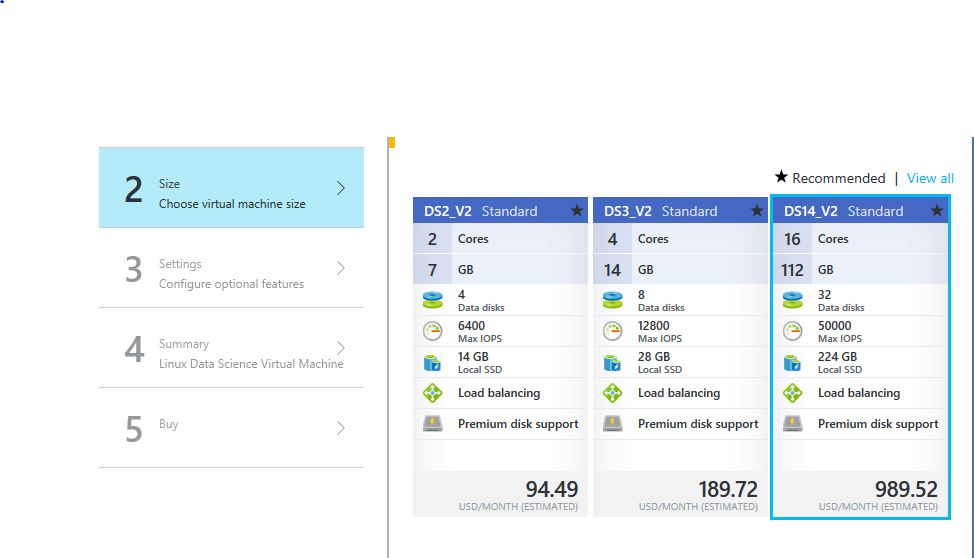 2 Size
Choose virtual machine size
3 Settings
Configure optional features
4 Summary
Linux Data Science Virtual Machine
5 Buy
Recommended | View all
DS2_V2 Standard
2 Cores
7 GB
4
Data disks
6400
Max IOPS
14 GB
Local SSD
Load balancing
Premium disk support
94.49
USD/MONTH (ESTIMATED)
DS3_V2 Standard
4 Cores
14 GB
8
Data disks
12800
Max IOPS
28 GB
Local SSD
Load balancing
Premium disk support
189.72
USD/MONTH (ESTIMATED)
DS14_V2 Standard
16 Cores
112 GB
32
Data disks
50000
Max IOPS
224 GB
Local SSD
Load balancing
Premium disk support
989.52
USD/MONTH (ESTIMATED)